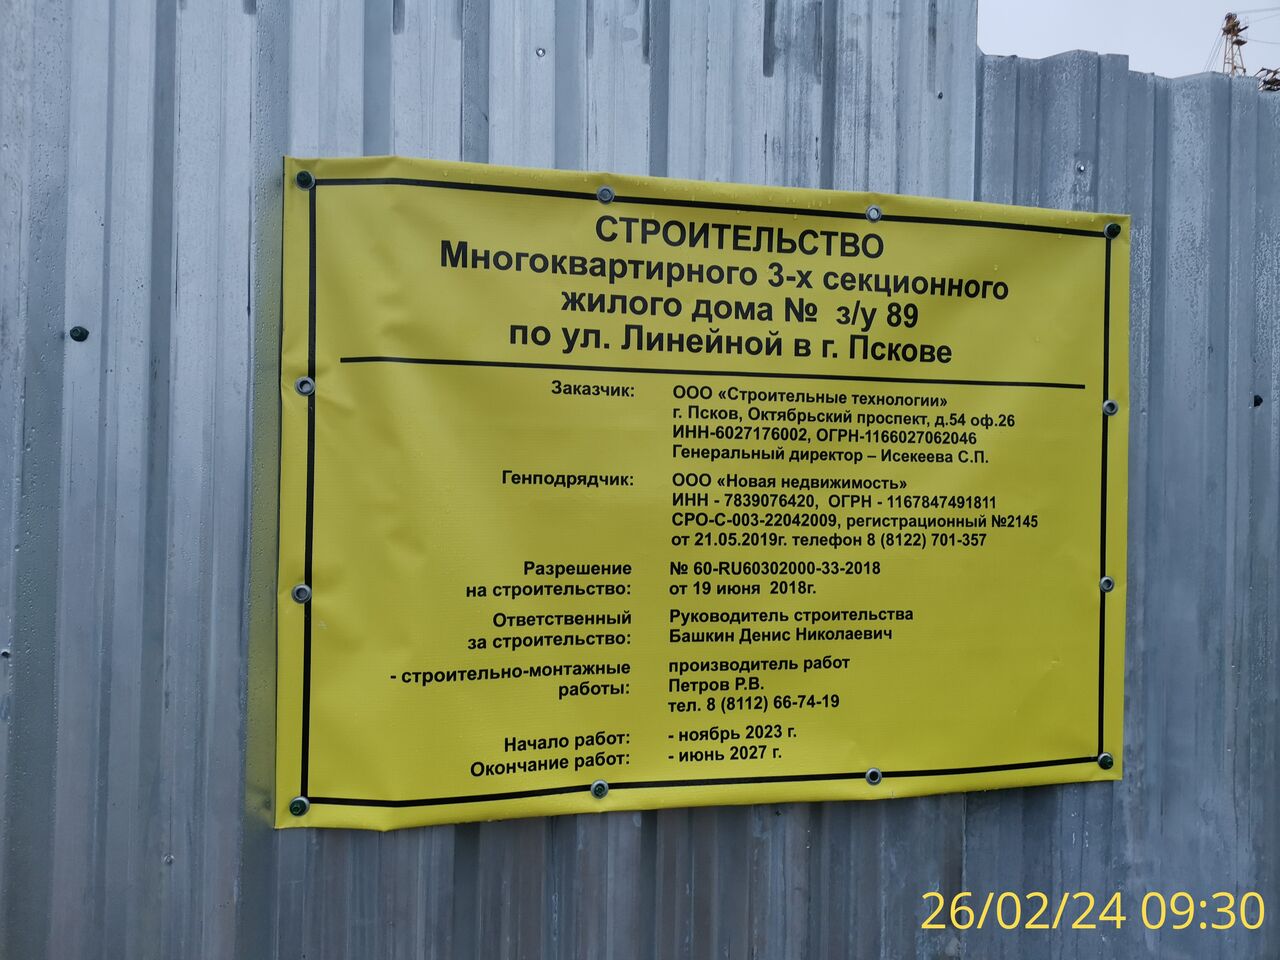 СТРОИТЕЛЬСТВО
Многоквартирного 3-х секционного
жилого дома № з/у 89
по ул. Линейной в г. Пскове
Заказчик: ООО «Строительные технологии»
г. Псков, Октябрьский проспект, д.54 оф.26
ИНН-6027176002, ОГРН-1166027062046
Генеральный директор – Исекеева С.П.
Генподрядчик: ООО «Новая недвижимость»
ИНН - 7839076420, ОГРН - 1167847491811
СРО-С-003-22042009, регистрационный №2145
от 21.05.2019г. телефон 8 (8122) 701-357
Разрешение № 60-RU60302000-33-2018
на строительство: от 19 июня 2018г.
Ответственный Руководитель строительства
за строительство: Башкин Денис Николаевич
- строительно-монтажные производитель работ
работы: Петров Р.В.
тел. 8 (8112) 66-74-19
Начало работ: - ноябрь 2023 г.
Окончание работ: - июнь 2027 г.
26/02/24 09:30